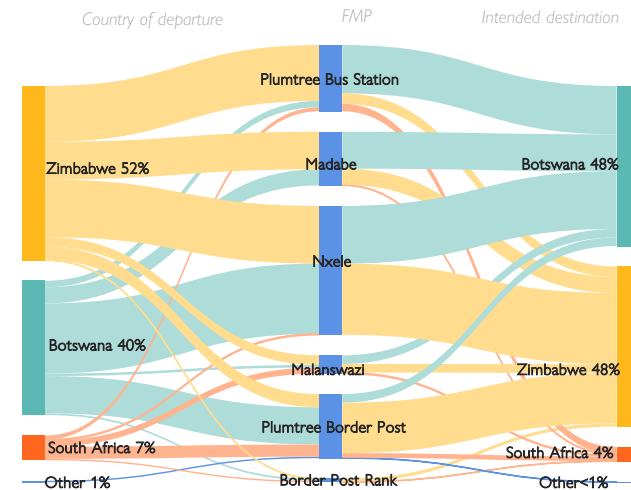 Country of departure
FMP
Intended destination
Plumtree Bus Station
Zimbabwe 52%
Madabe
Botswana 48%
Nxele
Botswana 40%
Malanswazi
Zimbabwe 48%
Plumtree Border Post
South Africa 7%
South Africa 4%
Other 1%
Border Post Rank
Other<1%